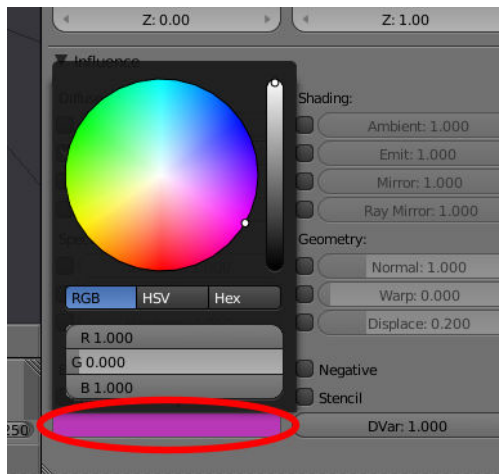 Z: 0.00
Z: 1.00
Influence
Shading:
Ambient: 1.000
Emit: 1.000
Mirror: 1.000
Ray Mirror: 1.000
Geometry:
Normal: 1.000
RGB HSV Hex
Warp: 0.000
Displace: 0.200
R 1.000
G 0.000
B 1.000
Negative
Stencil
250
DVar: 1.000